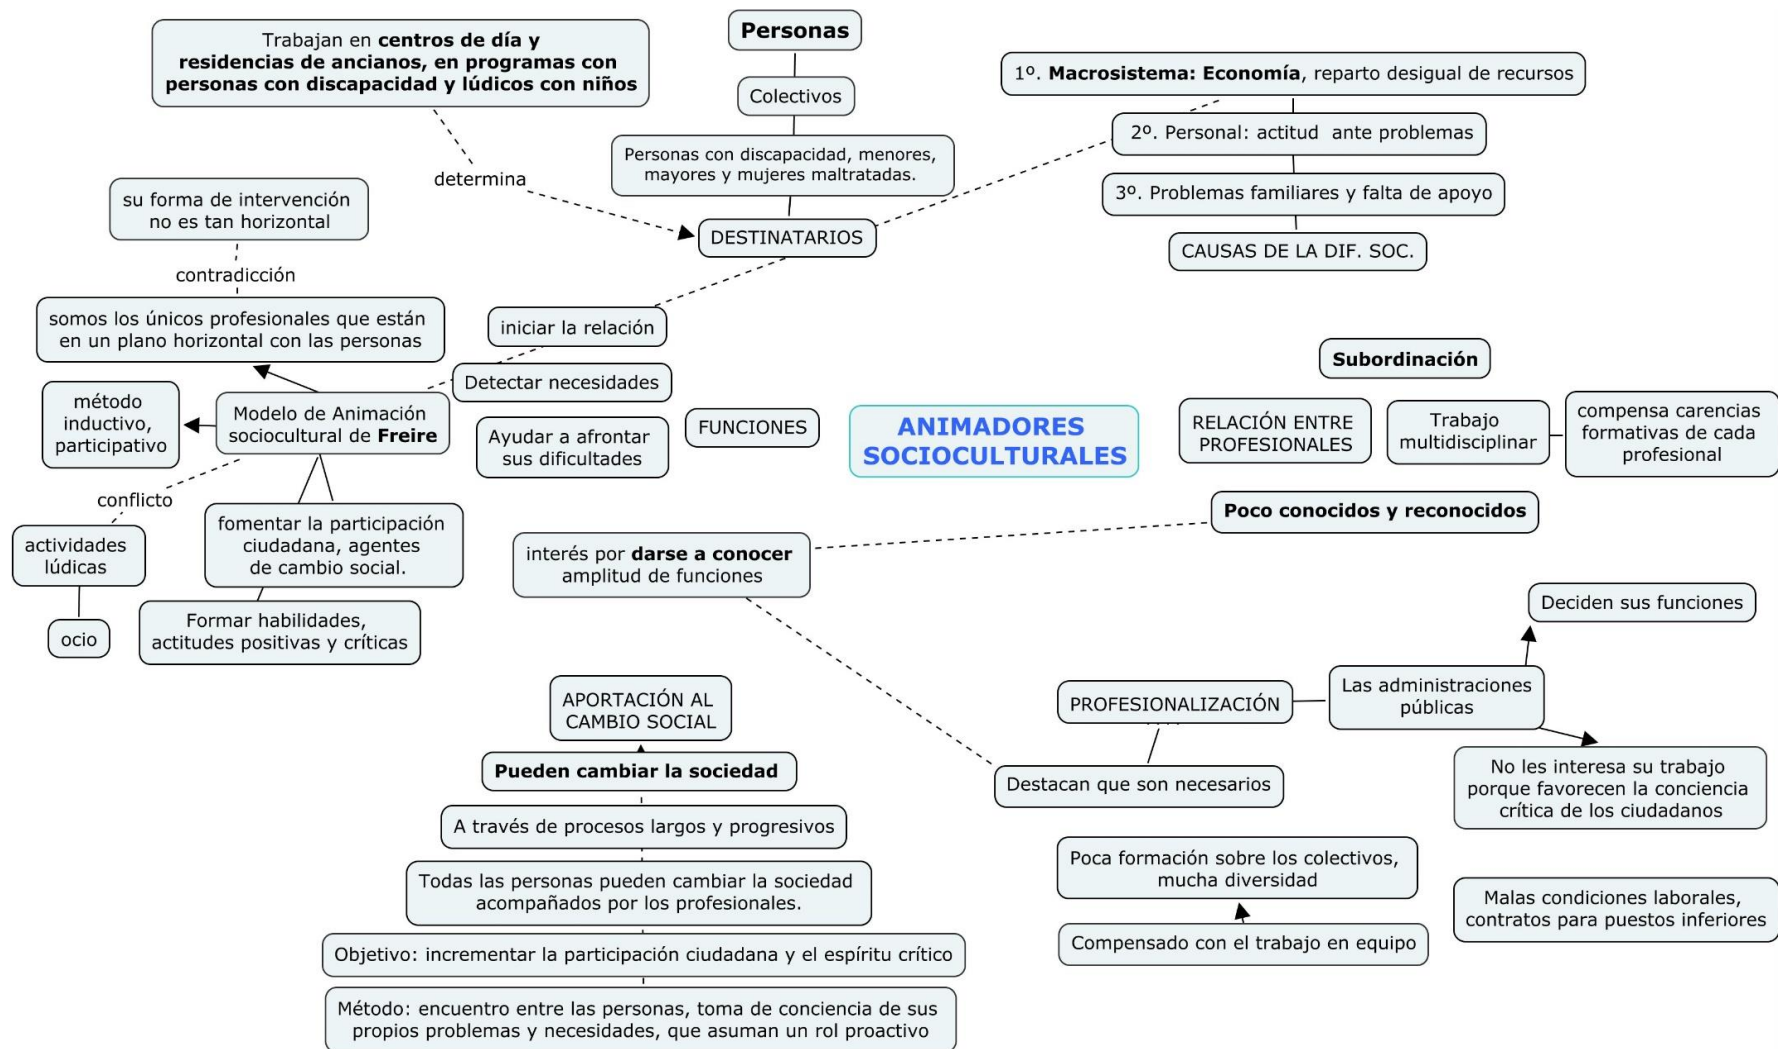 Trabajan en centros de día y
residencias de ancianos, en programas con
personas con discapacidad y lúdicos con niños
Personas
Colectivos
Personas con discapacidad, menores,
mayores y mujeres maltratadas.
DESTINATARIOS
determina
1º. Macrosistema: Economía, reparto desigual de recursos
2º. Personal: actitud ante problemas
3º. Problemas familiares y falta de apoyo
CAUSAS DE LA DIF. SOC.
su forma de intervención
no es tan horizontal
contradicción
somos los únicos profesionales que están
en un plano horizontal con las personas
método
inductivo,
participativo
Modelo de Animación
sociocultural de Freire
conflicto
actividades
lúdicas
ocio
fomentar la participación
ciudadana, agentes
de cambio social.
Formar habilidades,
actitudes positivas y críticas
iniciar la relación
Detectar necesidades
Ayudar a afrontar
sus dificultades
FUNCIONES
ANIMADORES
SOCIOCULTURALES
Subordinación
RELACIÓN ENTRE
PROFESIONALES
Trabajo
multidisciplinar
compensa carencias
formativas de cada
profesional
Poco conocidos y reconocidos
interés por darse a conocer
amplitud de funciones
Deciden sus funciones
PROFESIONALIZACIÓN
Las administraciones
públicas
Destacan que son necesarios
No les interesa su trabajo
porque favorecen la conciencia
crítica de los ciudadanos
Poca formación sobre los colectivos,
mucha diversidad
Compensado con el trabajo en equipo
Malas condiciones laborales,
contratos para puestos inferiores
APORTACIÓN AL
CAMBIO SOCIAL
Pueden cambiar la sociedad
A través de procesos largos y progresivos
Todas las personas pueden cambiar la sociedad
acompañados por los profesionales.
Objetivo: incrementar la participación ciudadana y el espíritu crítico
Método: encuentro entre las personas, toma de conciencia de sus
propios problemas y necesidades, que asuman un rol proactivo